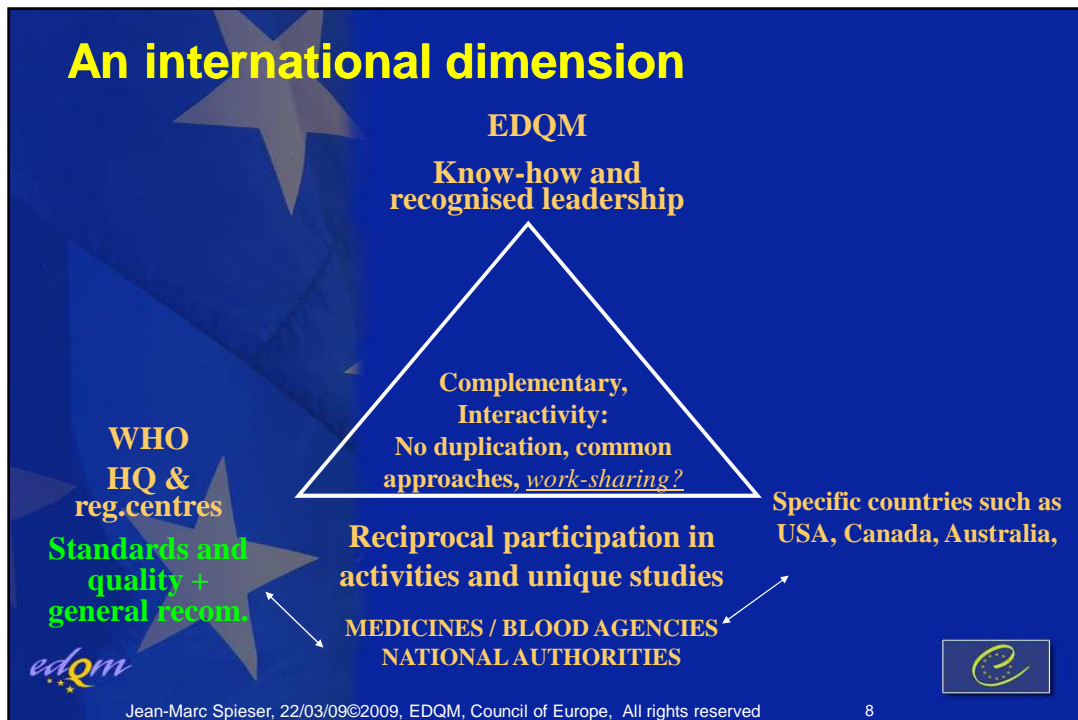 An international dimension
EDQM
Know-how and
recognised leadership
Complementary,
Interactivity:
No duplication, common
approaches, work-sharing?
WHO
HQ &
reg.centres
Standards and
quality +
general recom.
Reciprocal participation in
activities and unique studies
Specific countries such as
USA, Canada, Australia,
MEDICINES / BLOOD AGENCIES
NATIONAL AUTHORITIES
edqm
Jean-Marc Spieser, 22/03/09©2009, EDQM, Council of Europe, All rights reserved 8